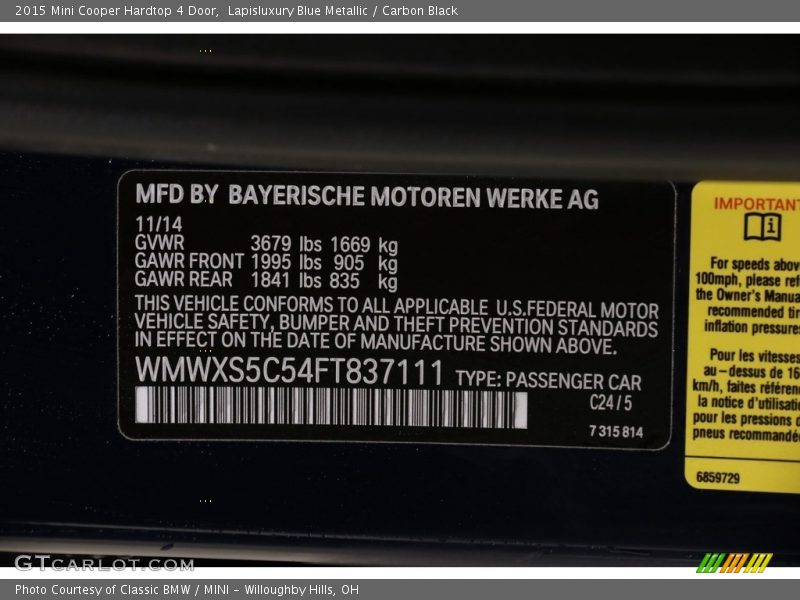 2015 Mini Cooper Hardtop 4 Door,  Lapisluxury Blue Metallic / Carbon Black
MFD BY BAYERISCHE MOTOREN WERKE AG
11/14
GVWR 3679 lbs 1669 kg
GAWR FRONT 1995 lbs 905 kg
GAWR REAR 1841 lbs 835 kg
THIS VEHICLE CONFORMS TO ALL APPLICABLE U.S.FEDERAL MOTOR
VEHICLE SAFETY, BUMPER AND THEFT PREVENTION STANDARDS
IN EFFECT ON THE DATE OF MANUFACTURE SHOWN ABOVE.
WMWXS5C54FT837111 TYPE: PASSENGER CAR
C24/5
7315814
IMPORTANT
For speeds abov
100mph, please ref
the Owner's Manua
recommended tir
inflation pressure
Pour les vitesses
au-dessus de 16
km/h, faites référen
la notice d'utilisati
pour les pressions d
pneus recommandé
6859729
GTCARLOT.COM
Photo Courtesy of Classic BMW / MINI - Willoughby Hills, OH